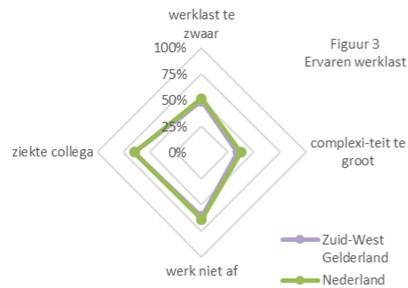 werklast te
zwaar
100%
75%
50%
25%
0%
Figuur 3
Ervaren werklast
ziekte collega
complexi-teit te
groot
werk niet af
Zuid-West
Gelderland
Nederland